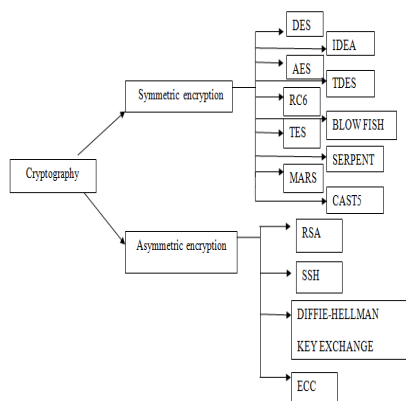 DES
IDEA
AES
TDES
Symmetric encryption
RC6
BLOW FISH
TES
SERPENT
Cryptography
MARS
CAST5
RSA
Asymmetric encryption
SSH
DIFFIE-HELLMAN
KEY EXCHANGE
ECC